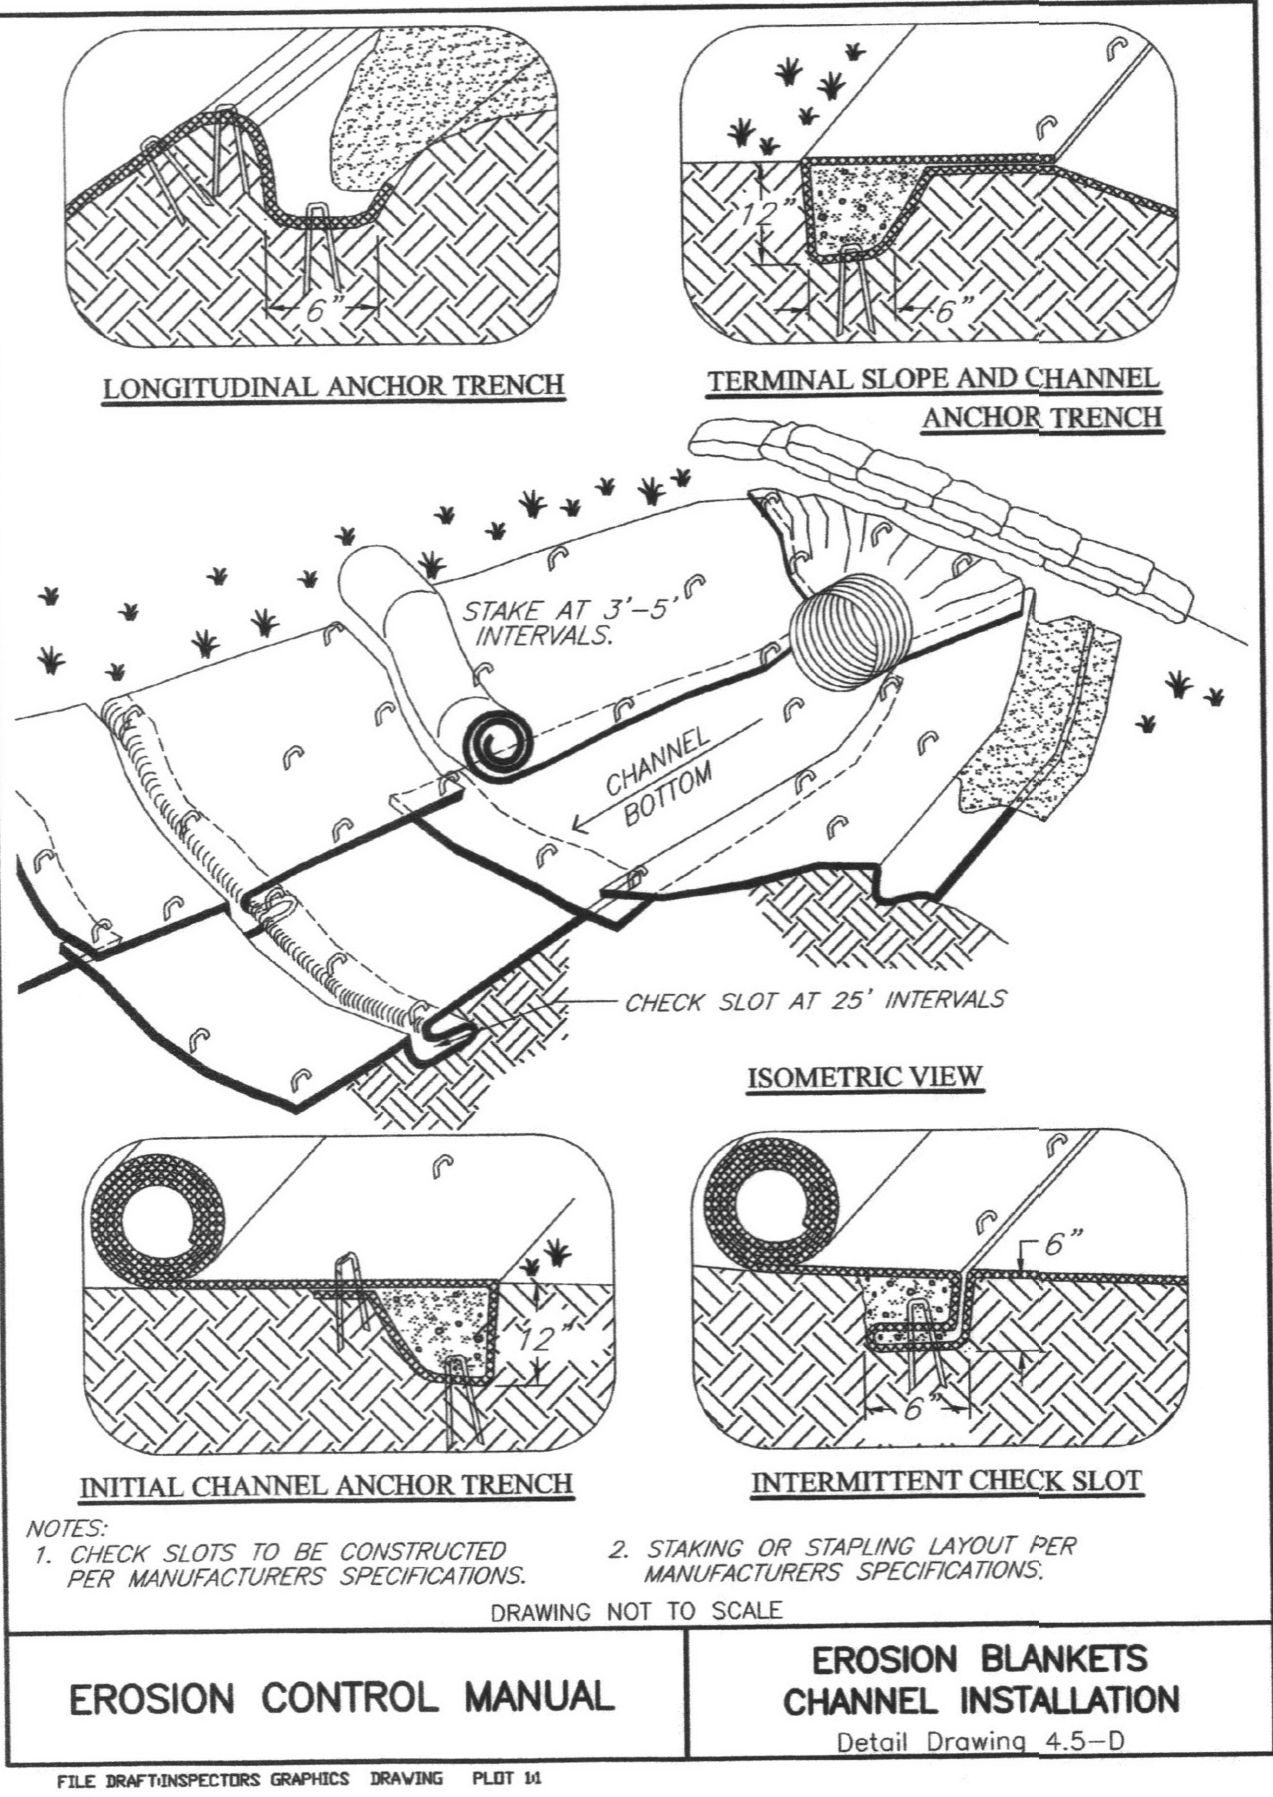 12”
6”
6”
LONGITUDINAL ANCHOR TRENCH
TERMINAL SLOPE AND CHANNEL
ANCHOR TRENCH
STAKE AT 3'-5'
INTERVALS.
CHANNEL
BOTTOM
CHECK SLOT AT 25' INTERVALS
ISOMETRIC VIEW
12”
6”
6”
INITIAL CHANNEL ANCHOR TRENCH
INTERMITTENT CHECK SLOT
NOTES:
1. CHECK SLOTS TO BE CONSTRUCTED
PER MANUFACTURERS SPECIFICATIONS.
2. STAKING OR STAPLING LAYOUT PER
MANUFACTURERS SPECIFICATIONS.
DRAWING NOT TO SCALE
EROSION CONTROL MANUAL
EROSION BLANKETS
CHANNEL INSTALLATION
Detail Drawing 4.5-D
FILE DRAFT:INSPECTORS GRAPHICS DRAWING PLOT 1:1